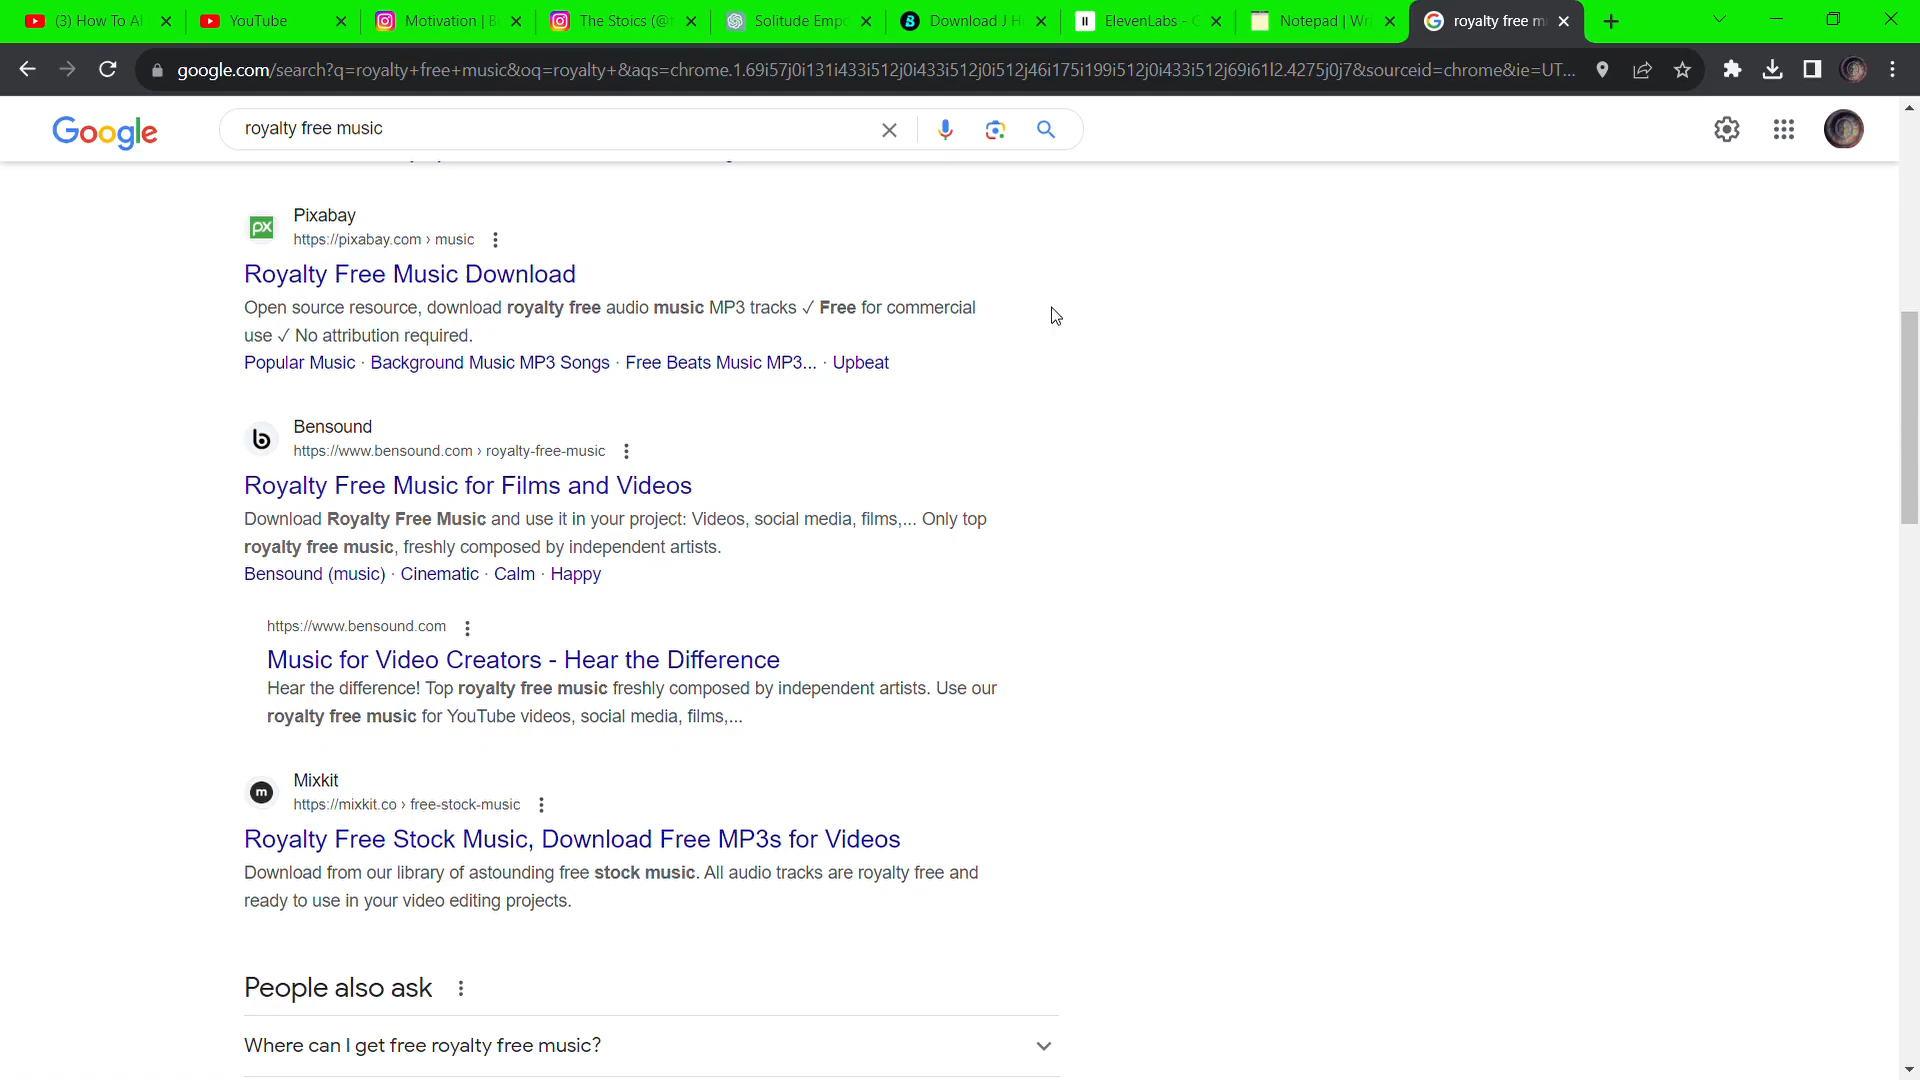 (3) How To Al
YouTube
Motivation | B
The Stoics (@t
Solitude Empo
Download J H
ElevenLabs - G
Notepad | Wri
royalty free m
google.com/search?q=royalty+free+music&oq=royalty+&aqs=chrome.1.69i57j0i131i433i512j0i433i512j0i512j46i175i199i512j0i433i512j69i61l2.4275j0j7&sourceid=chrome&ie=UT...
Google
royalty free music
px
Pixabay
https://pixabay.com › music
Royalty Free Music Download
Open source resource, download royalty free audio music MP3 tracks ✓ Free for commercial
use ✓ No attribution required.
Popular Music · Background Music MP3 Songs · Free Beats Music MP3... · Upbeat
b
Bensound
https://www.bensound.com › royalty-free-music
Royalty Free Music for Films and Videos
Download Royalty Free Music and use it in your project: Videos, social media, films,... Only top
royalty free music, freshly composed by independent artists.
Bensound (music) · Cinematic · Calm · Happy
https://www.bensound.com
Music for Video Creators - Hear the Difference
Hear the difference! Top royalty free music freshly composed by independent artists. Use our
royalty free music for YouTube videos, social media, films,...
m
Mixkit
https://mixkit.co › free-stock-music
Royalty Free Stock Music, Download Free MP3s for Videos
Download from our library of astounding free stock music. All audio tracks are royalty free and
ready to use in your video editing projects.
People also ask
Where can I get free royalty free music?